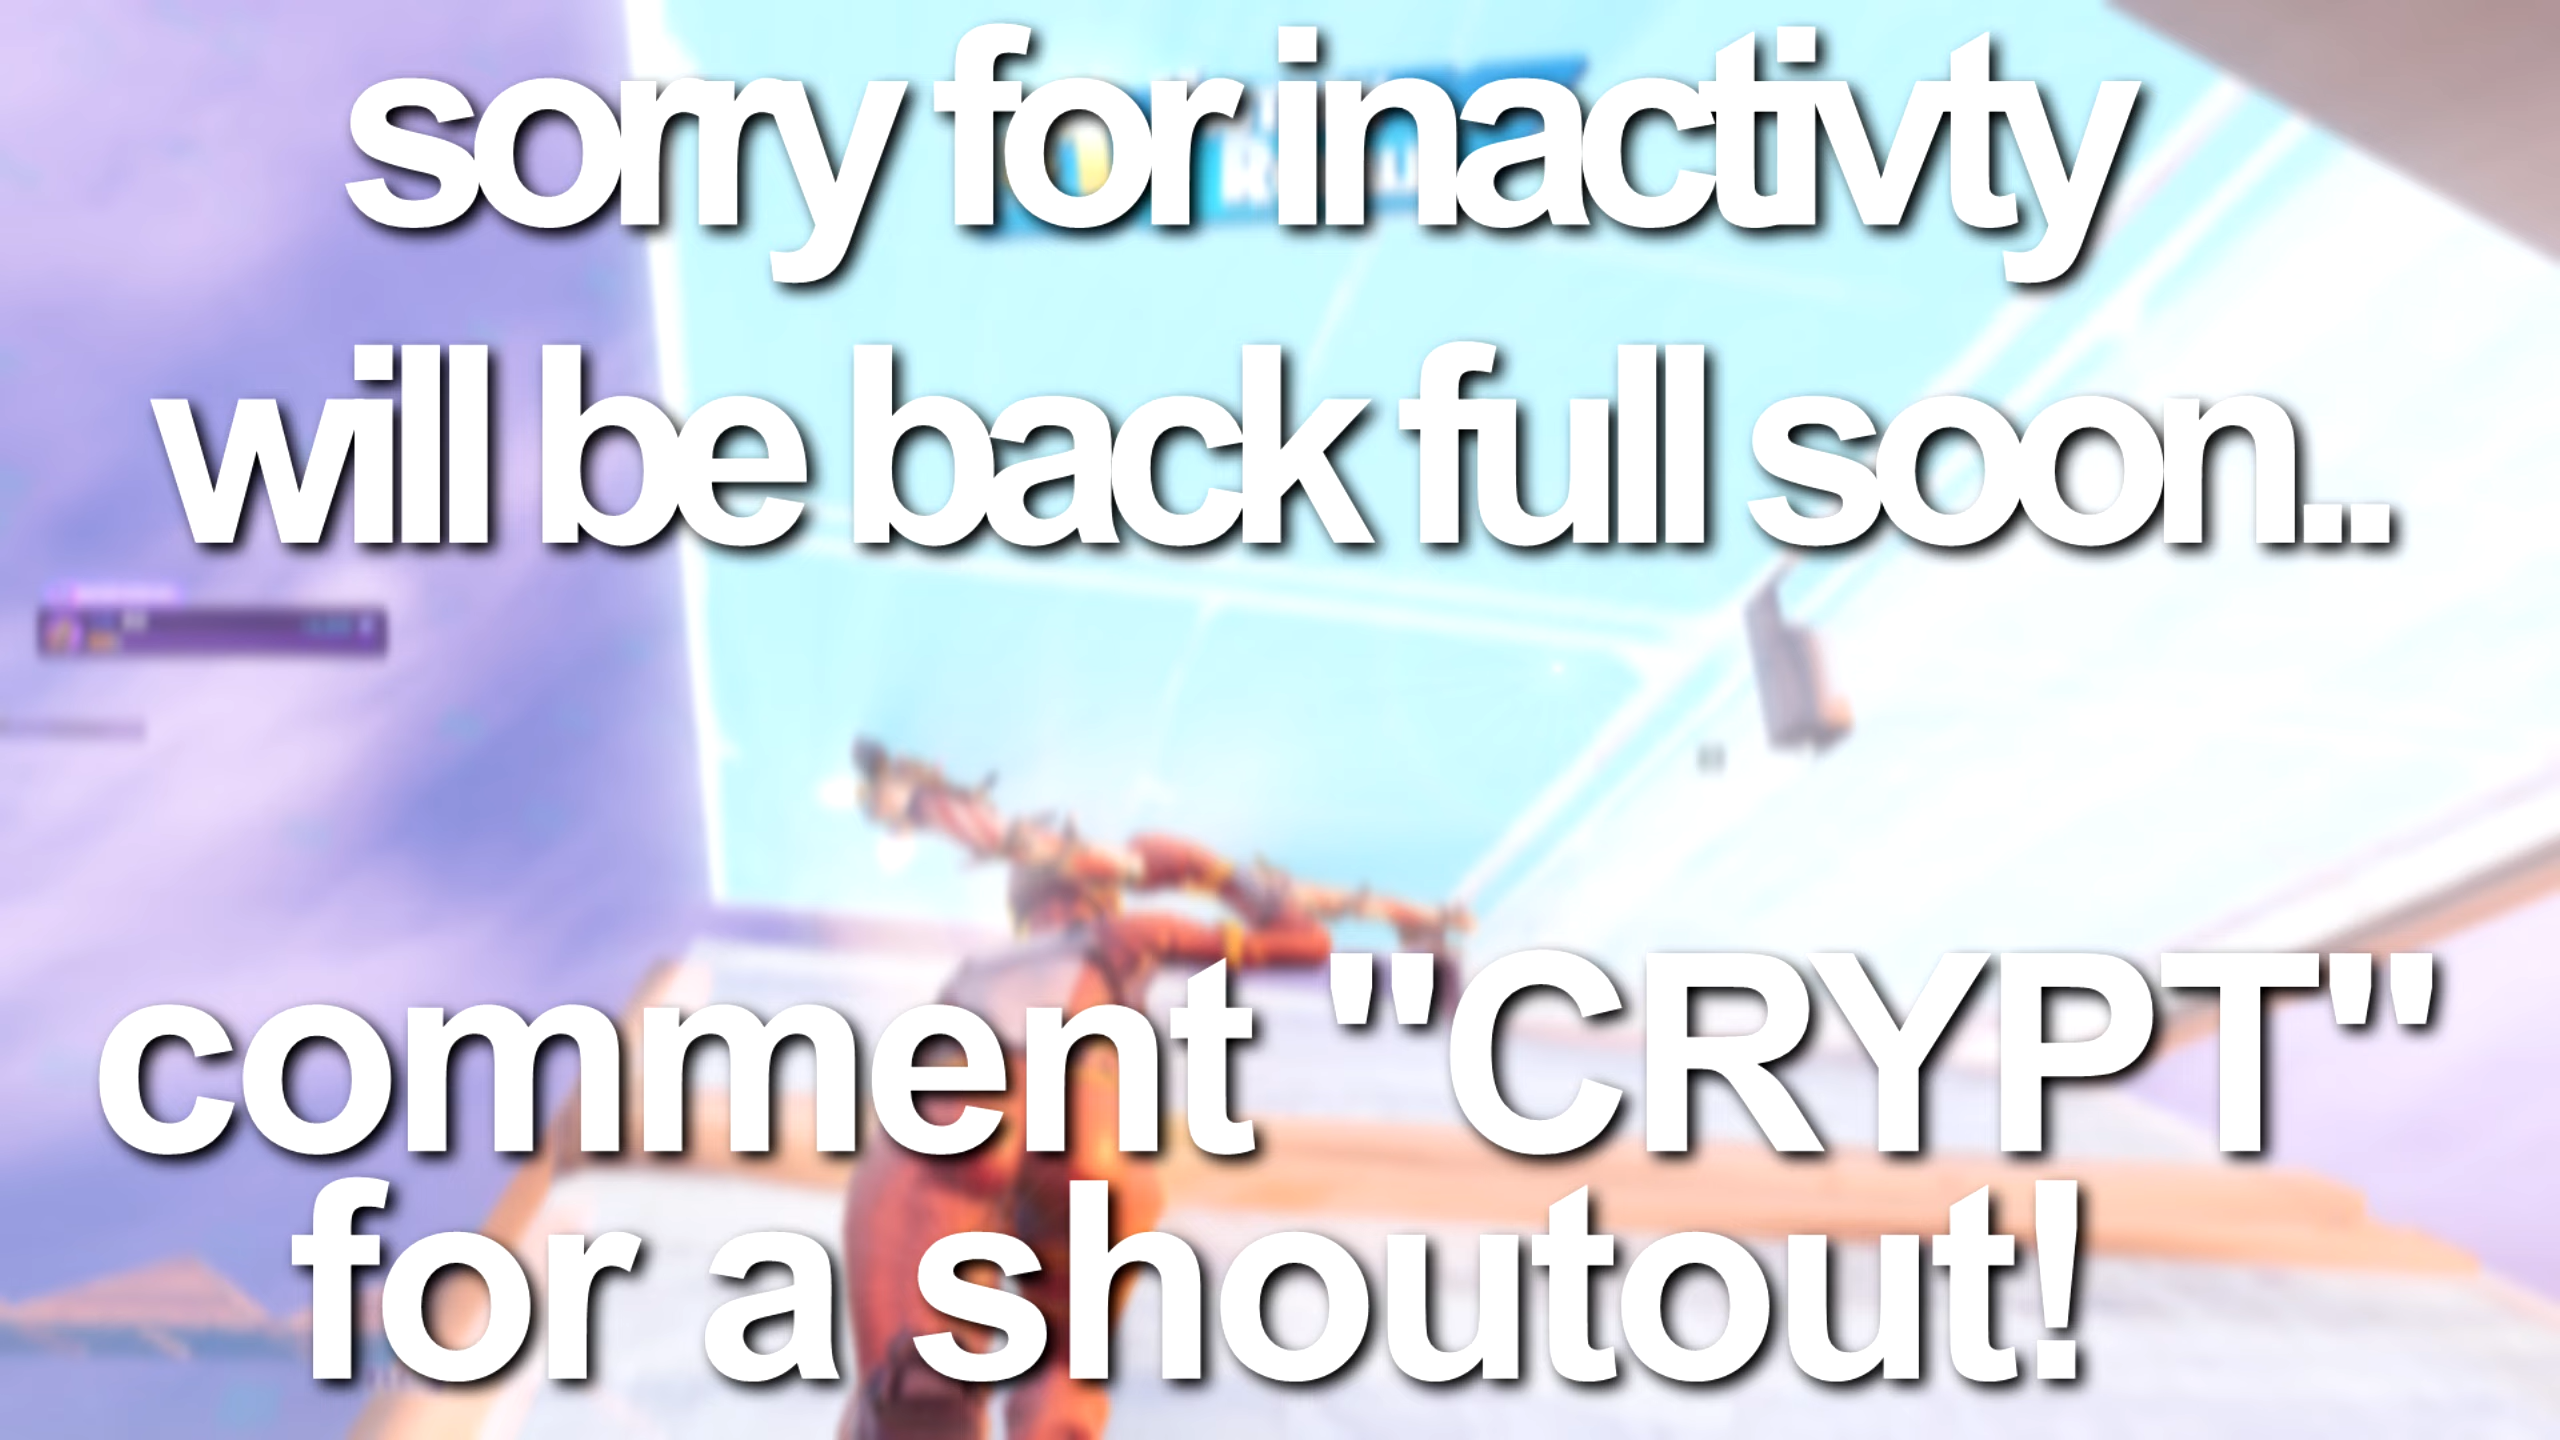 sorry for inactivty
will be back full soon..
comment "CRYPT"
for a shoutout!